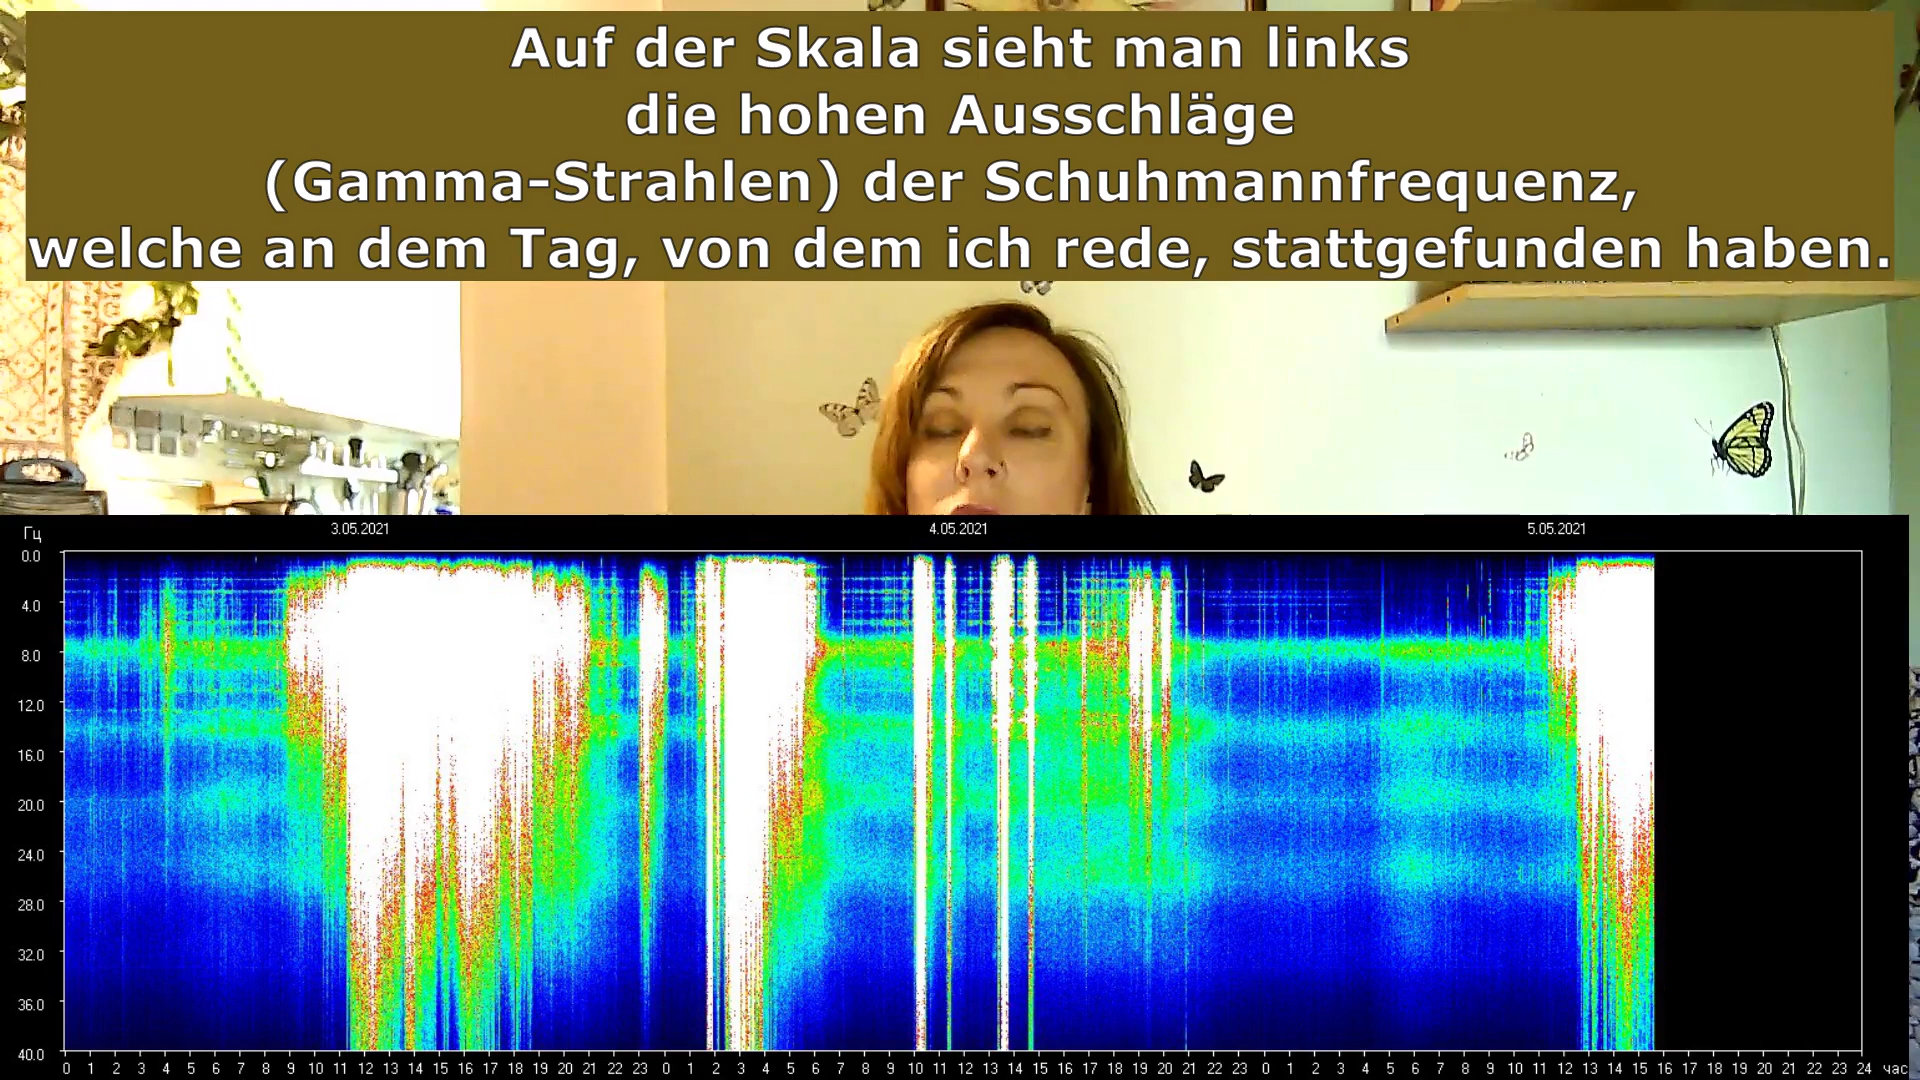 Auf der Skala sieht man links
die hohen Ausschläge
(Gamma-Strahlen) der Schuhmannfrequenz,
welche an dem Tag, von dem ich rede, stattgefunden haben.
Гц 3.05.2021 4.05.2021 5.05.2021
0.0
4.0
8.0
12.0
16.0
20.0
24.0
28.0
32.0
36.0
40.0
0 1 2 3 4 5 6 7 8 9 10 11 12 13 14 15 16 17 18 19 20 21 22 23 0 1 2 3 4 5 6 7 8 9 10 11 12 13 14 15 16 17 18 19 20 21 22 23 0 1 2 3 4 5 6 7 8 9 10 11 12 13 14 15 16 17 18 19 20 21 22 23 24 час